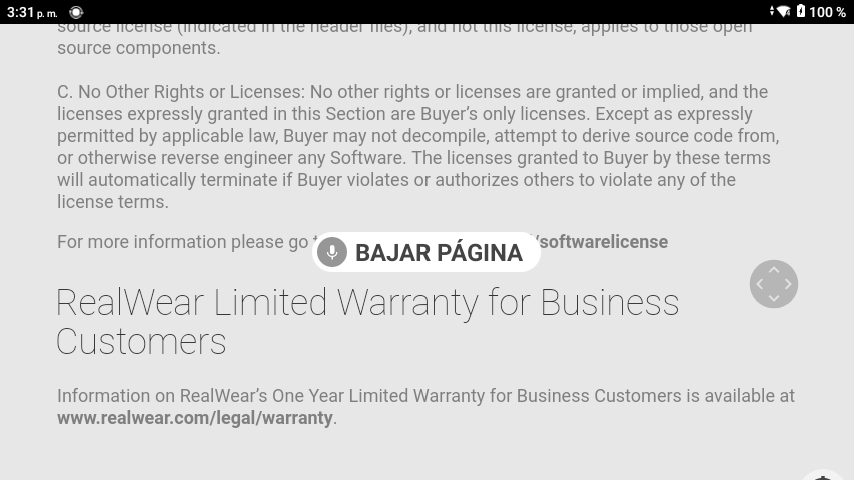 3:31 p. m.
100 %
source license (indicated in the header files), and not this license, applies to those open
source components.
C. No Other Rights or Licenses: No other rights or licenses are granted or implied, and the
licenses expressly granted in this Section are Buyer's only licenses. Except as expressly
permitted by applicable law, Buyer may not decompile, attempt to derive source code from,
or otherwise reverse engineer any Software. The licenses granted to Buyer by these terms
will automatically terminate if Buyer violates or authorizes others to violate any of the
license terms.
For more information please go /softwarelicense
BAJAR PÁGINA
RealWear Limited Warranty for Business
Customers
Information on RealWear's One Year Limited Warranty for Business Customers is available at
www.realwear.com/legal/warranty.